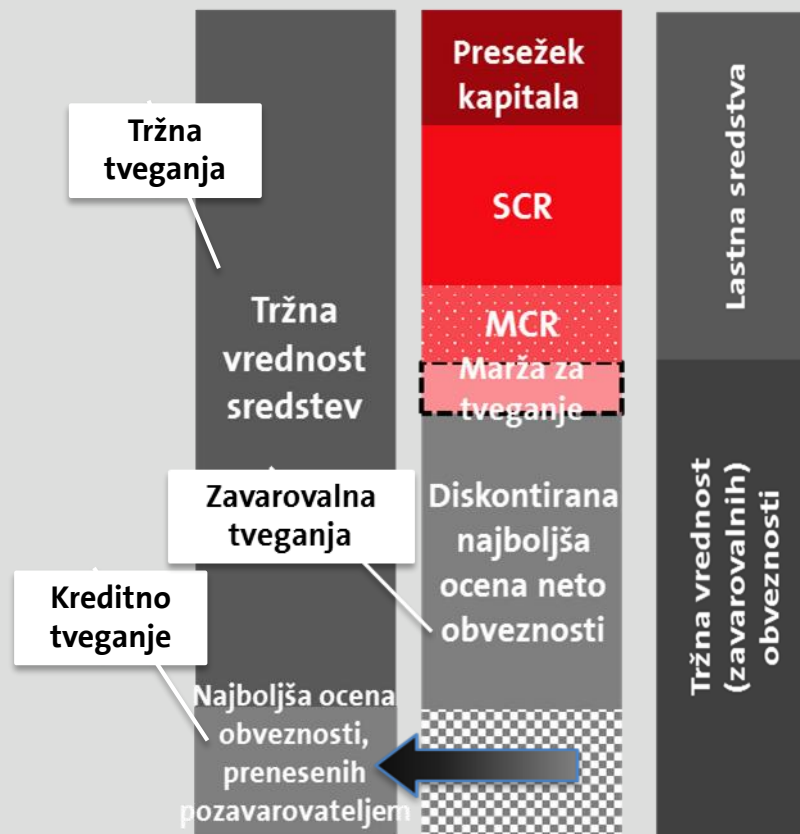 Tržna
tveganja
Tržna
vrednost
sredstev
Kreditno
tveganje
Najboljša ocena
obveznosti,
prenesenih
pozavarovateljem
Presežek
kapitala
SCR
MCR
Marža za
tveganje
Zavarovalna
tveganja
Diskontirana
najboljša
ocena neto
obveznosti
Lastna sredstva
Tržna vrednost
(zavarovalnih)
obveznosti